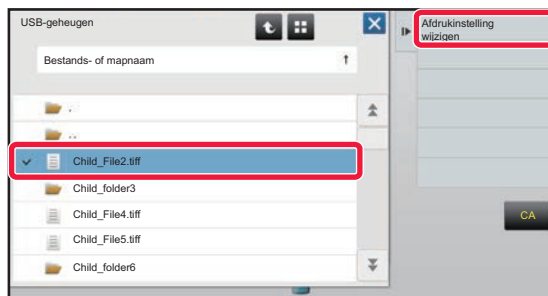 USB-geheugen
Bestands- of mapnaam
.
..
Child_File2.tiff
Child_folder3
Child_File4.tiff
Child_File5.tiff
Child_folder6
Afdrukinstelling
wijzigen
CA